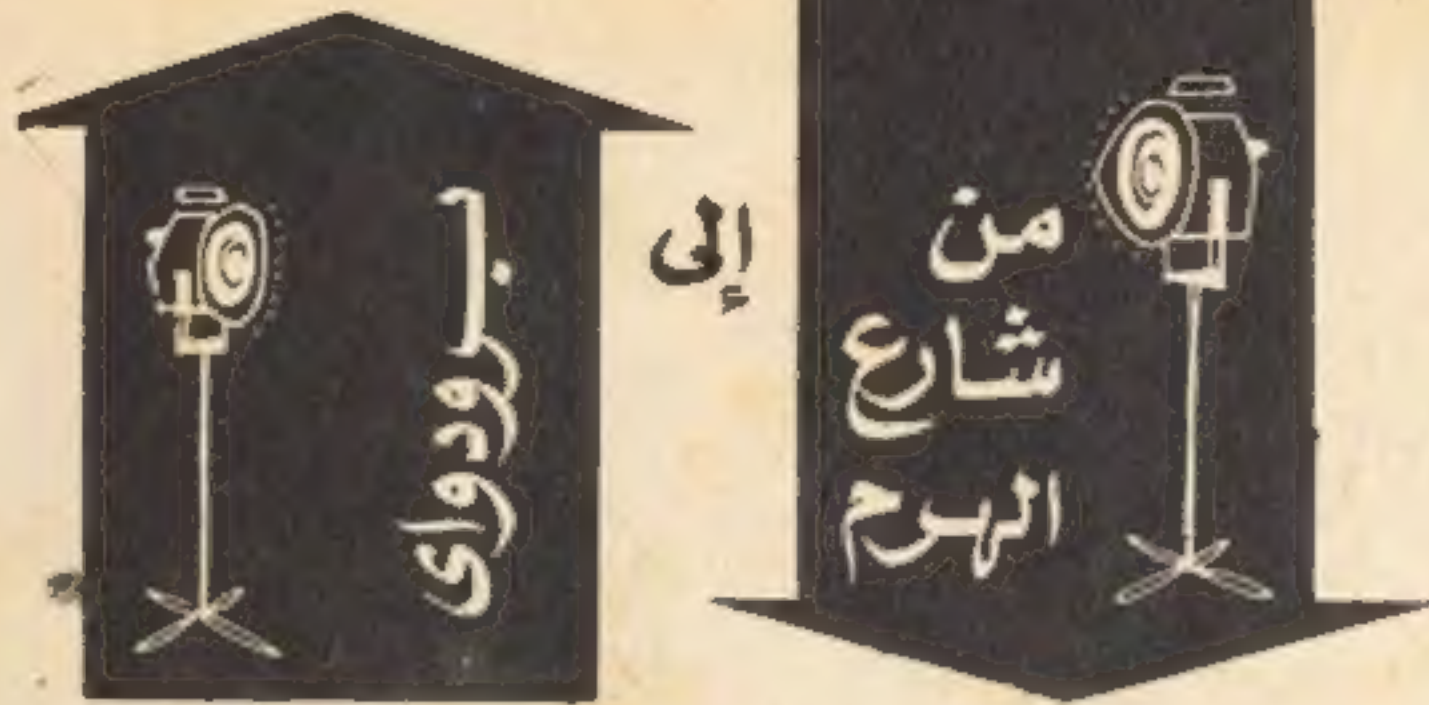 من
شارع
الهرم
إلى
برودواى